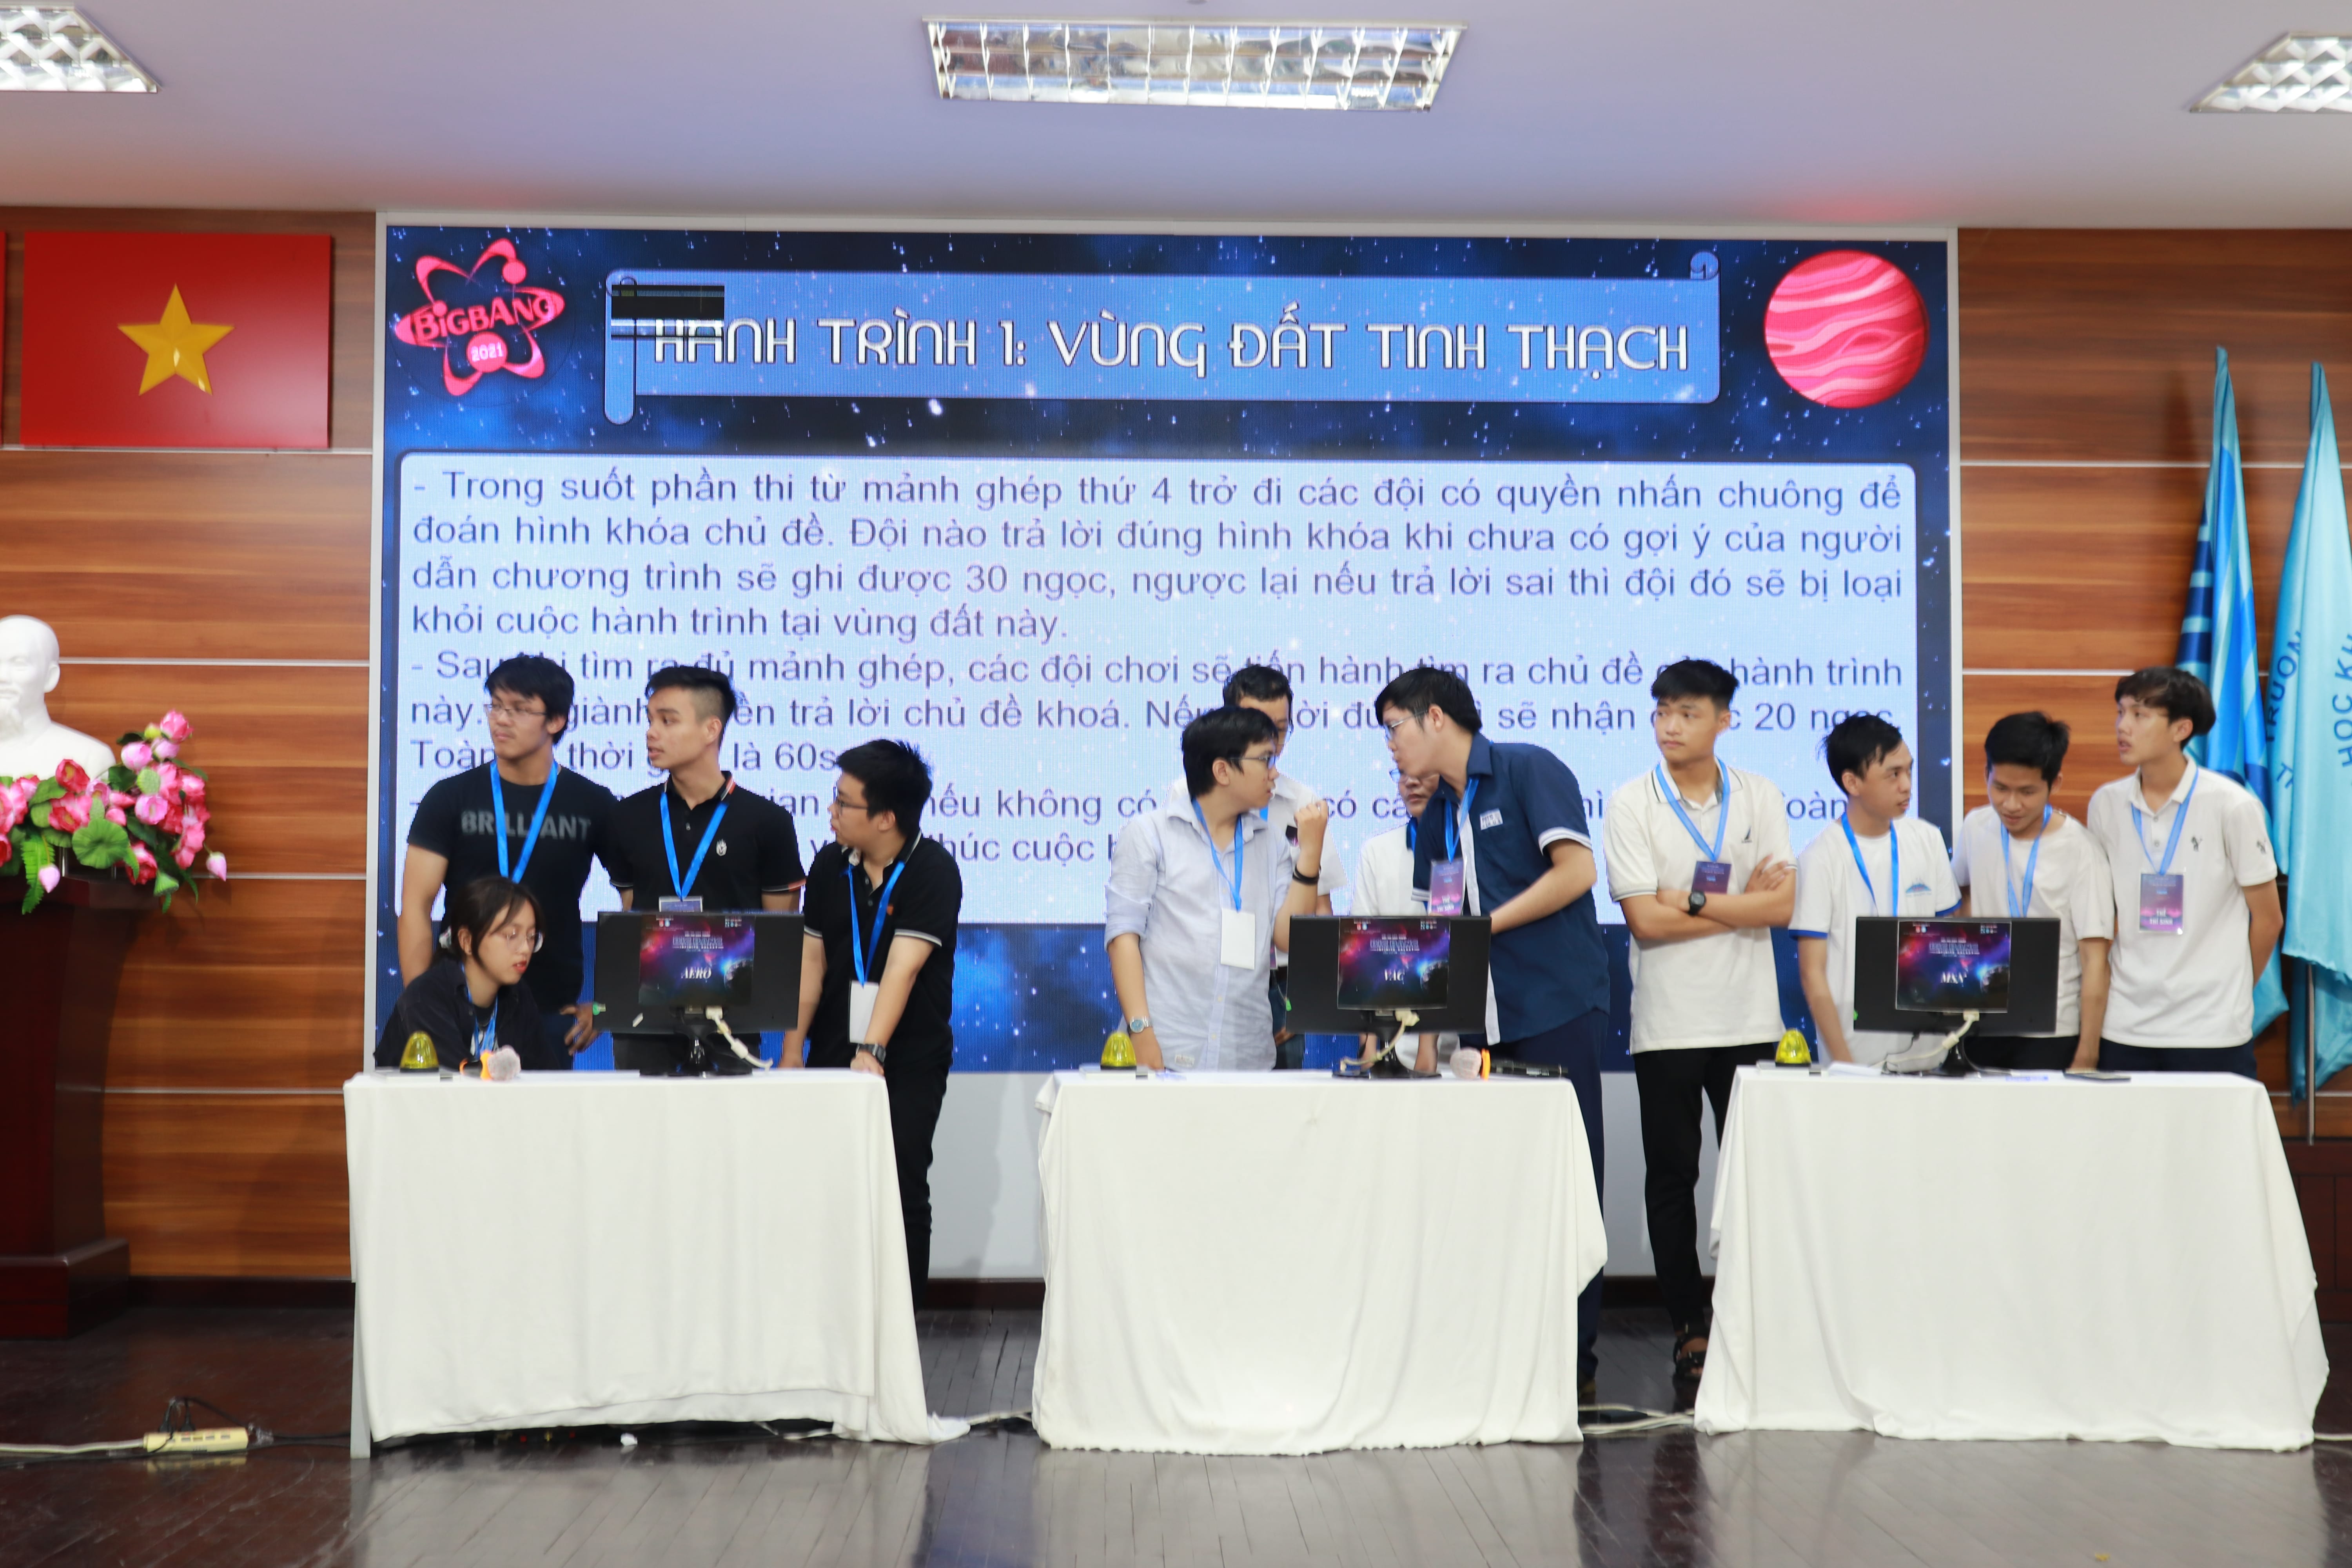 BiGBANG
2021
HÀNH TRÌNH 1: VÙNG ĐẤT TINH THẠCH
- Trong suốt phần thi từ mảnh ghép thứ 4 trở đi các đội có quyền nhấn chuông để
đoán hình khóa chủ đề. Đội nào trả lời đúng hình khóa khi chưa có gợi ý của người
dẫn chương trình sẽ ghi được 30 ngọc, ngược lại nếu trả lời sai thì đội đó sẽ bị loại
khỏi cuộc hành trình tại vùng đất này.
- Sau khi tìm ra đủ mảnh ghép, các đội chơi sẽ tiến hành tìm ra chủ đề của hành trình
này. giành trả lời chủ đề khoá. Nếu sẽ nhận 20 ngọc.
Toàn thời là 60s
nếu không có có
thúc cuộc
BRILLIANT
AERO
VAC
MSN
TRƯỜN
HỌC KH